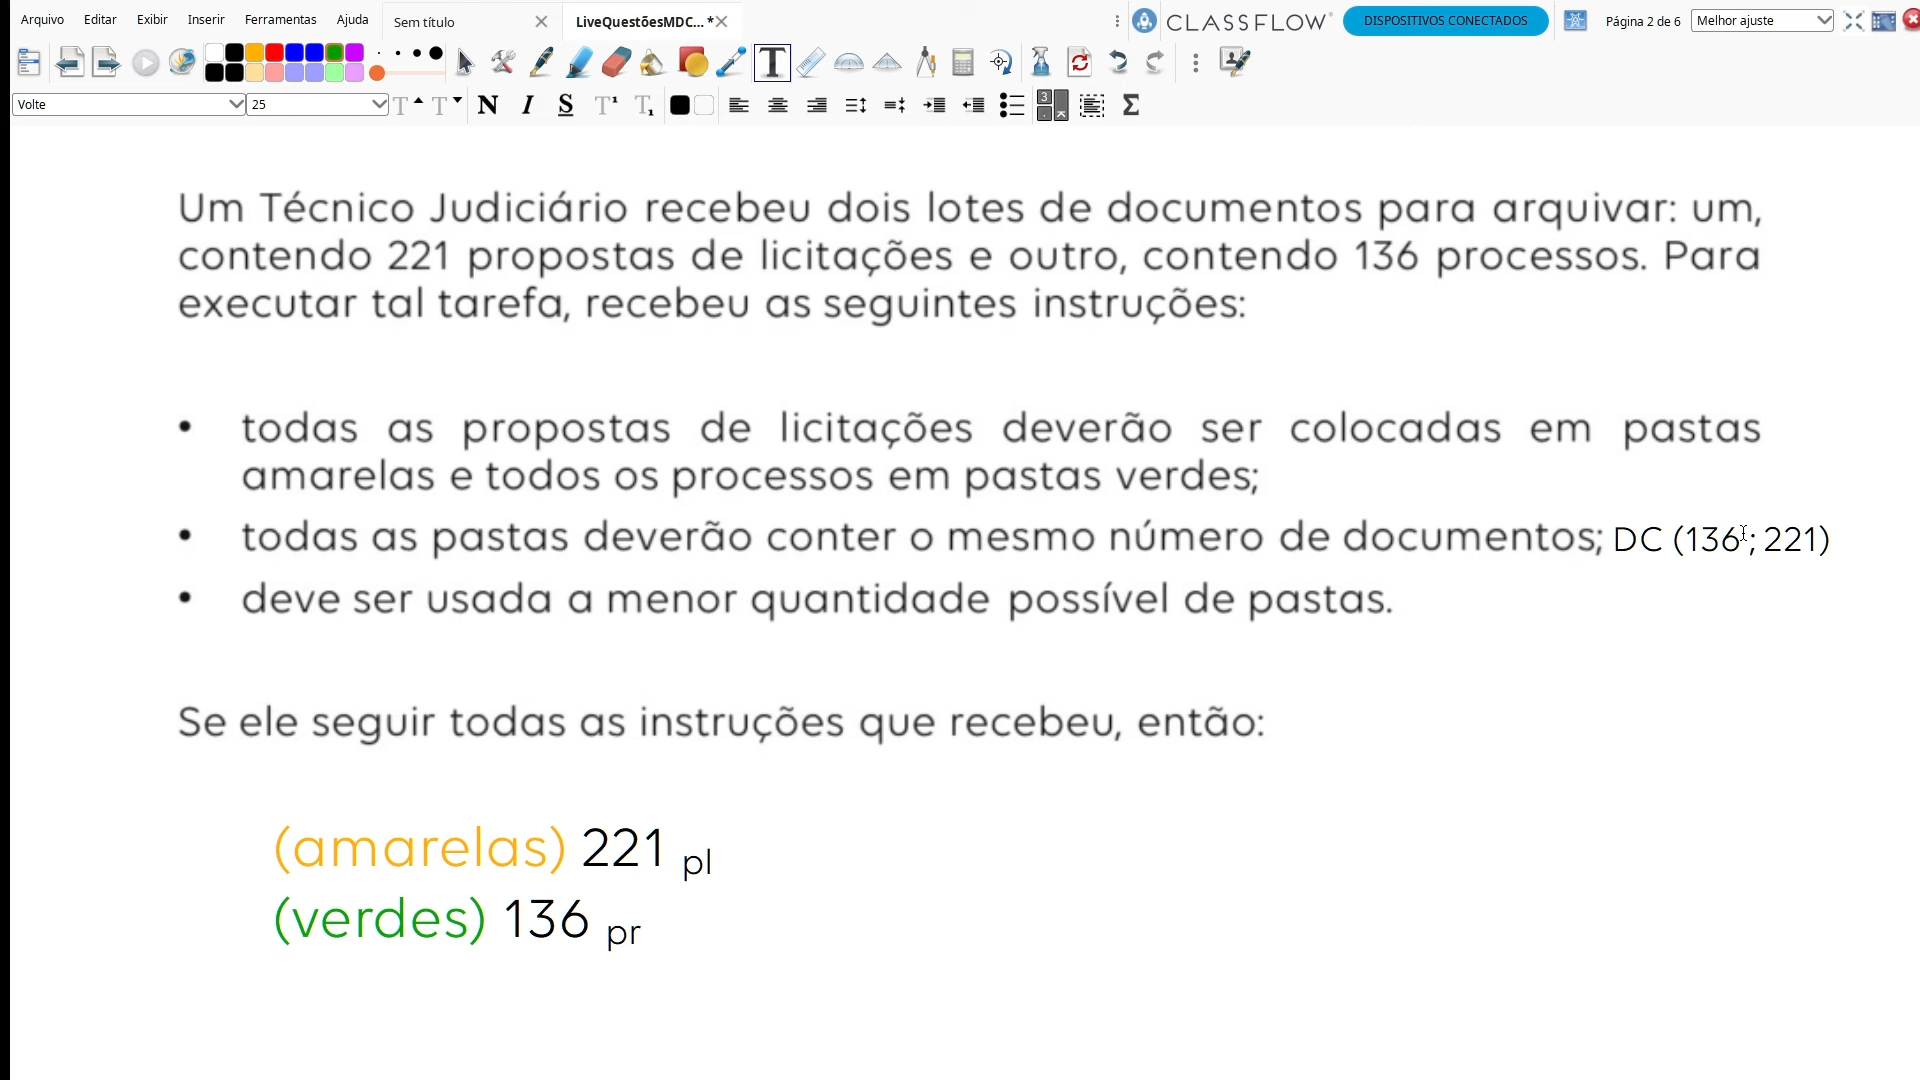 Arquivo Editar Exibir Inserir Ferramentas Ajuda Sem título LiveQuestõesMDC... * CLASSFLOW DISPOSITIVOS CONECTADOS Página 2 de 6 Melhor ajuste
Volte 25 N I S T¹ T₁ Σ
Um Técnico Judiciário recebeu dois lotes de documentos para arquivar: um,
contendo 221 propostas de licitações e outro, contendo 136 processos. Para
executar tal tarefa, recebeu as seguintes instruções:
• todas as propostas de licitações deverão ser colocadas em pastas
amarelas e todos os processos em pastas verdes;
• todas as pastas deverão conter o mesmo número de documentos; DC (136 ; 221)
• deve ser usada a menor quantidade possível de pastas.
Se ele seguir todas as instruções que recebeu, então:
(amarelas) 221 pl
(verdes) 136 pr